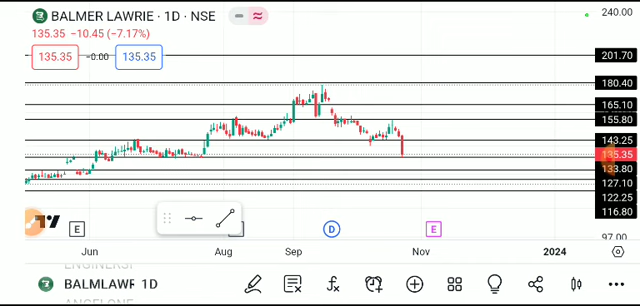 BALMER LAWRIE · 1D · NSE
135.35 −10.45 (−7.17%)
135.35 −0.00 135.35
240.00
201.70
180.40
165.10
155.80
143.25
135.35
133.80
127.10
122.25
116.80
97.00
E D E
Jun Aug Sep Nov 2024
BALMLAWR 1D